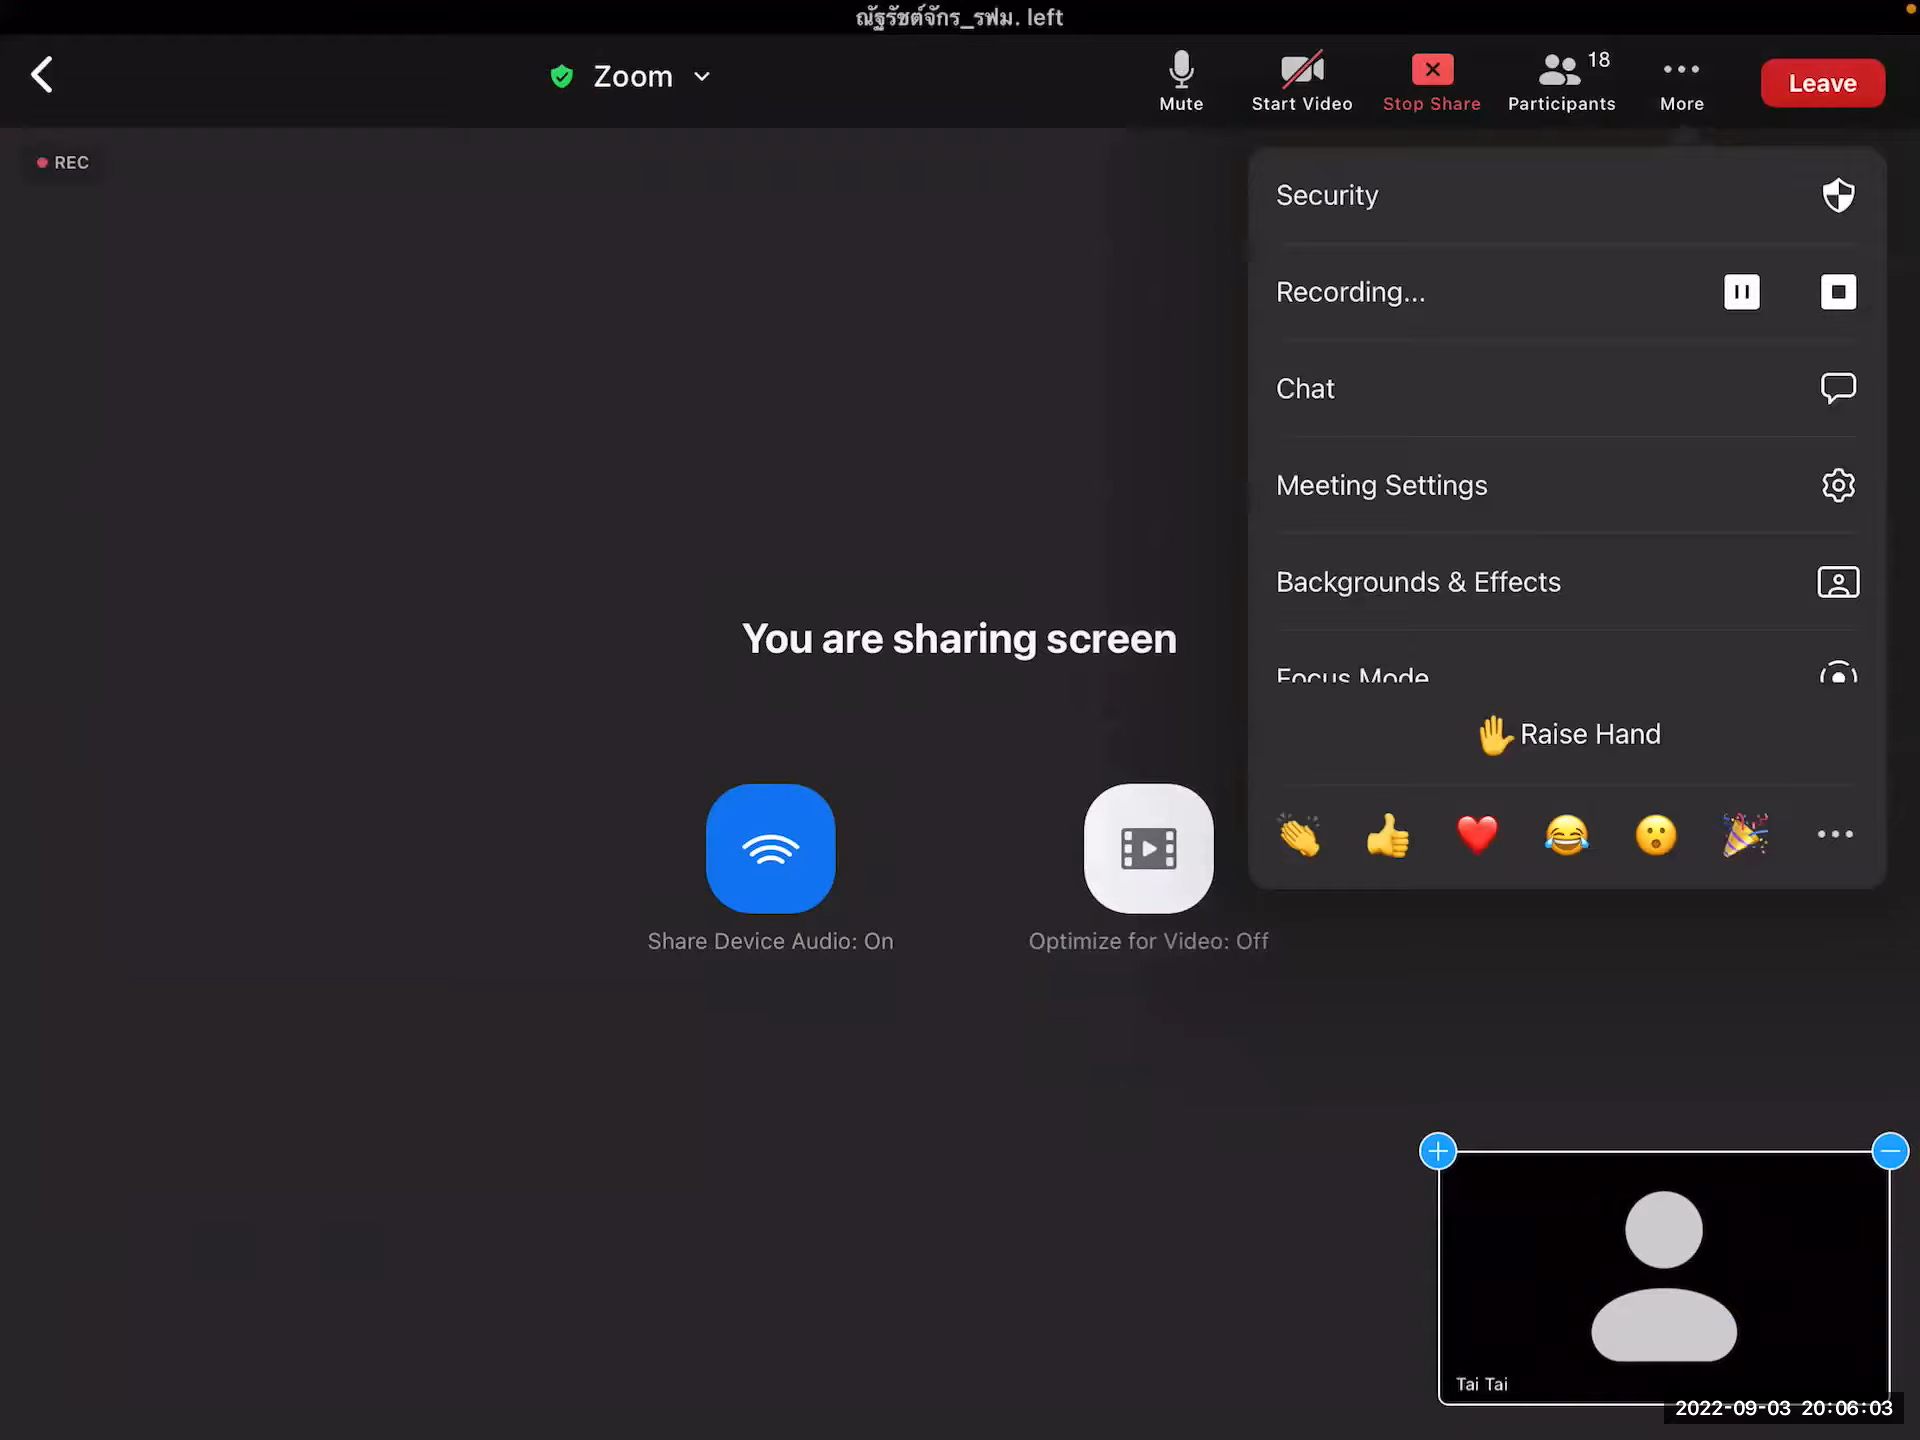 ณัฐรัชต์จักร_รฟม. left
Zoom
Mute
Start Video
Stop Share
18
Participants
More
Leave
REC
Security
Recording...
Chat
Meeting Settings
Backgrounds & Effects
Focus Mode
Raise Hand
You are sharing screen
Share Device Audio: On
Optimize for Video: Off
Tai Tai
2022-09-03 20:06:03